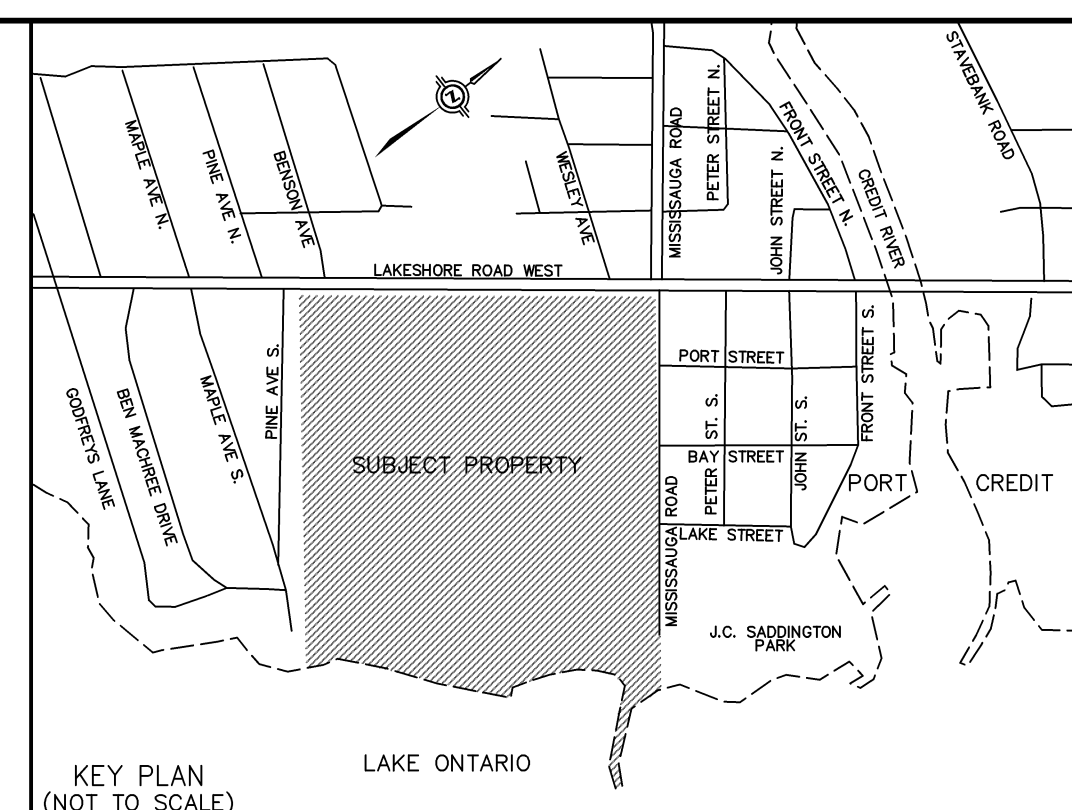 STAVEBANK ROAD
MAPLE AVE N.
PINE AVE N.
BENSON AVE
WESLEY AVE
MISSISSAUGA ROAD
PETER STREET N.
JOHN STREET N.
FRONT STREET N.
CREDIT RIVER
N
LAKESHORE ROAD WEST
GODFREYS LANE
BEN MACHREE DRIVE
MAPLE AVE S.
PINE AVE S.
SUBJECT PROPERTY
PORT STREET
PETER ST. S.
JOHN ST. S.
FRONT STREET S.
BAY STREET
MISSISSAUGA ROAD
LAKE STREET
PORT CREDIT
J.C. SADDINGTON
PARK
LAKE ONTARIO
KEY PLAN
(NOT TO SCALE)